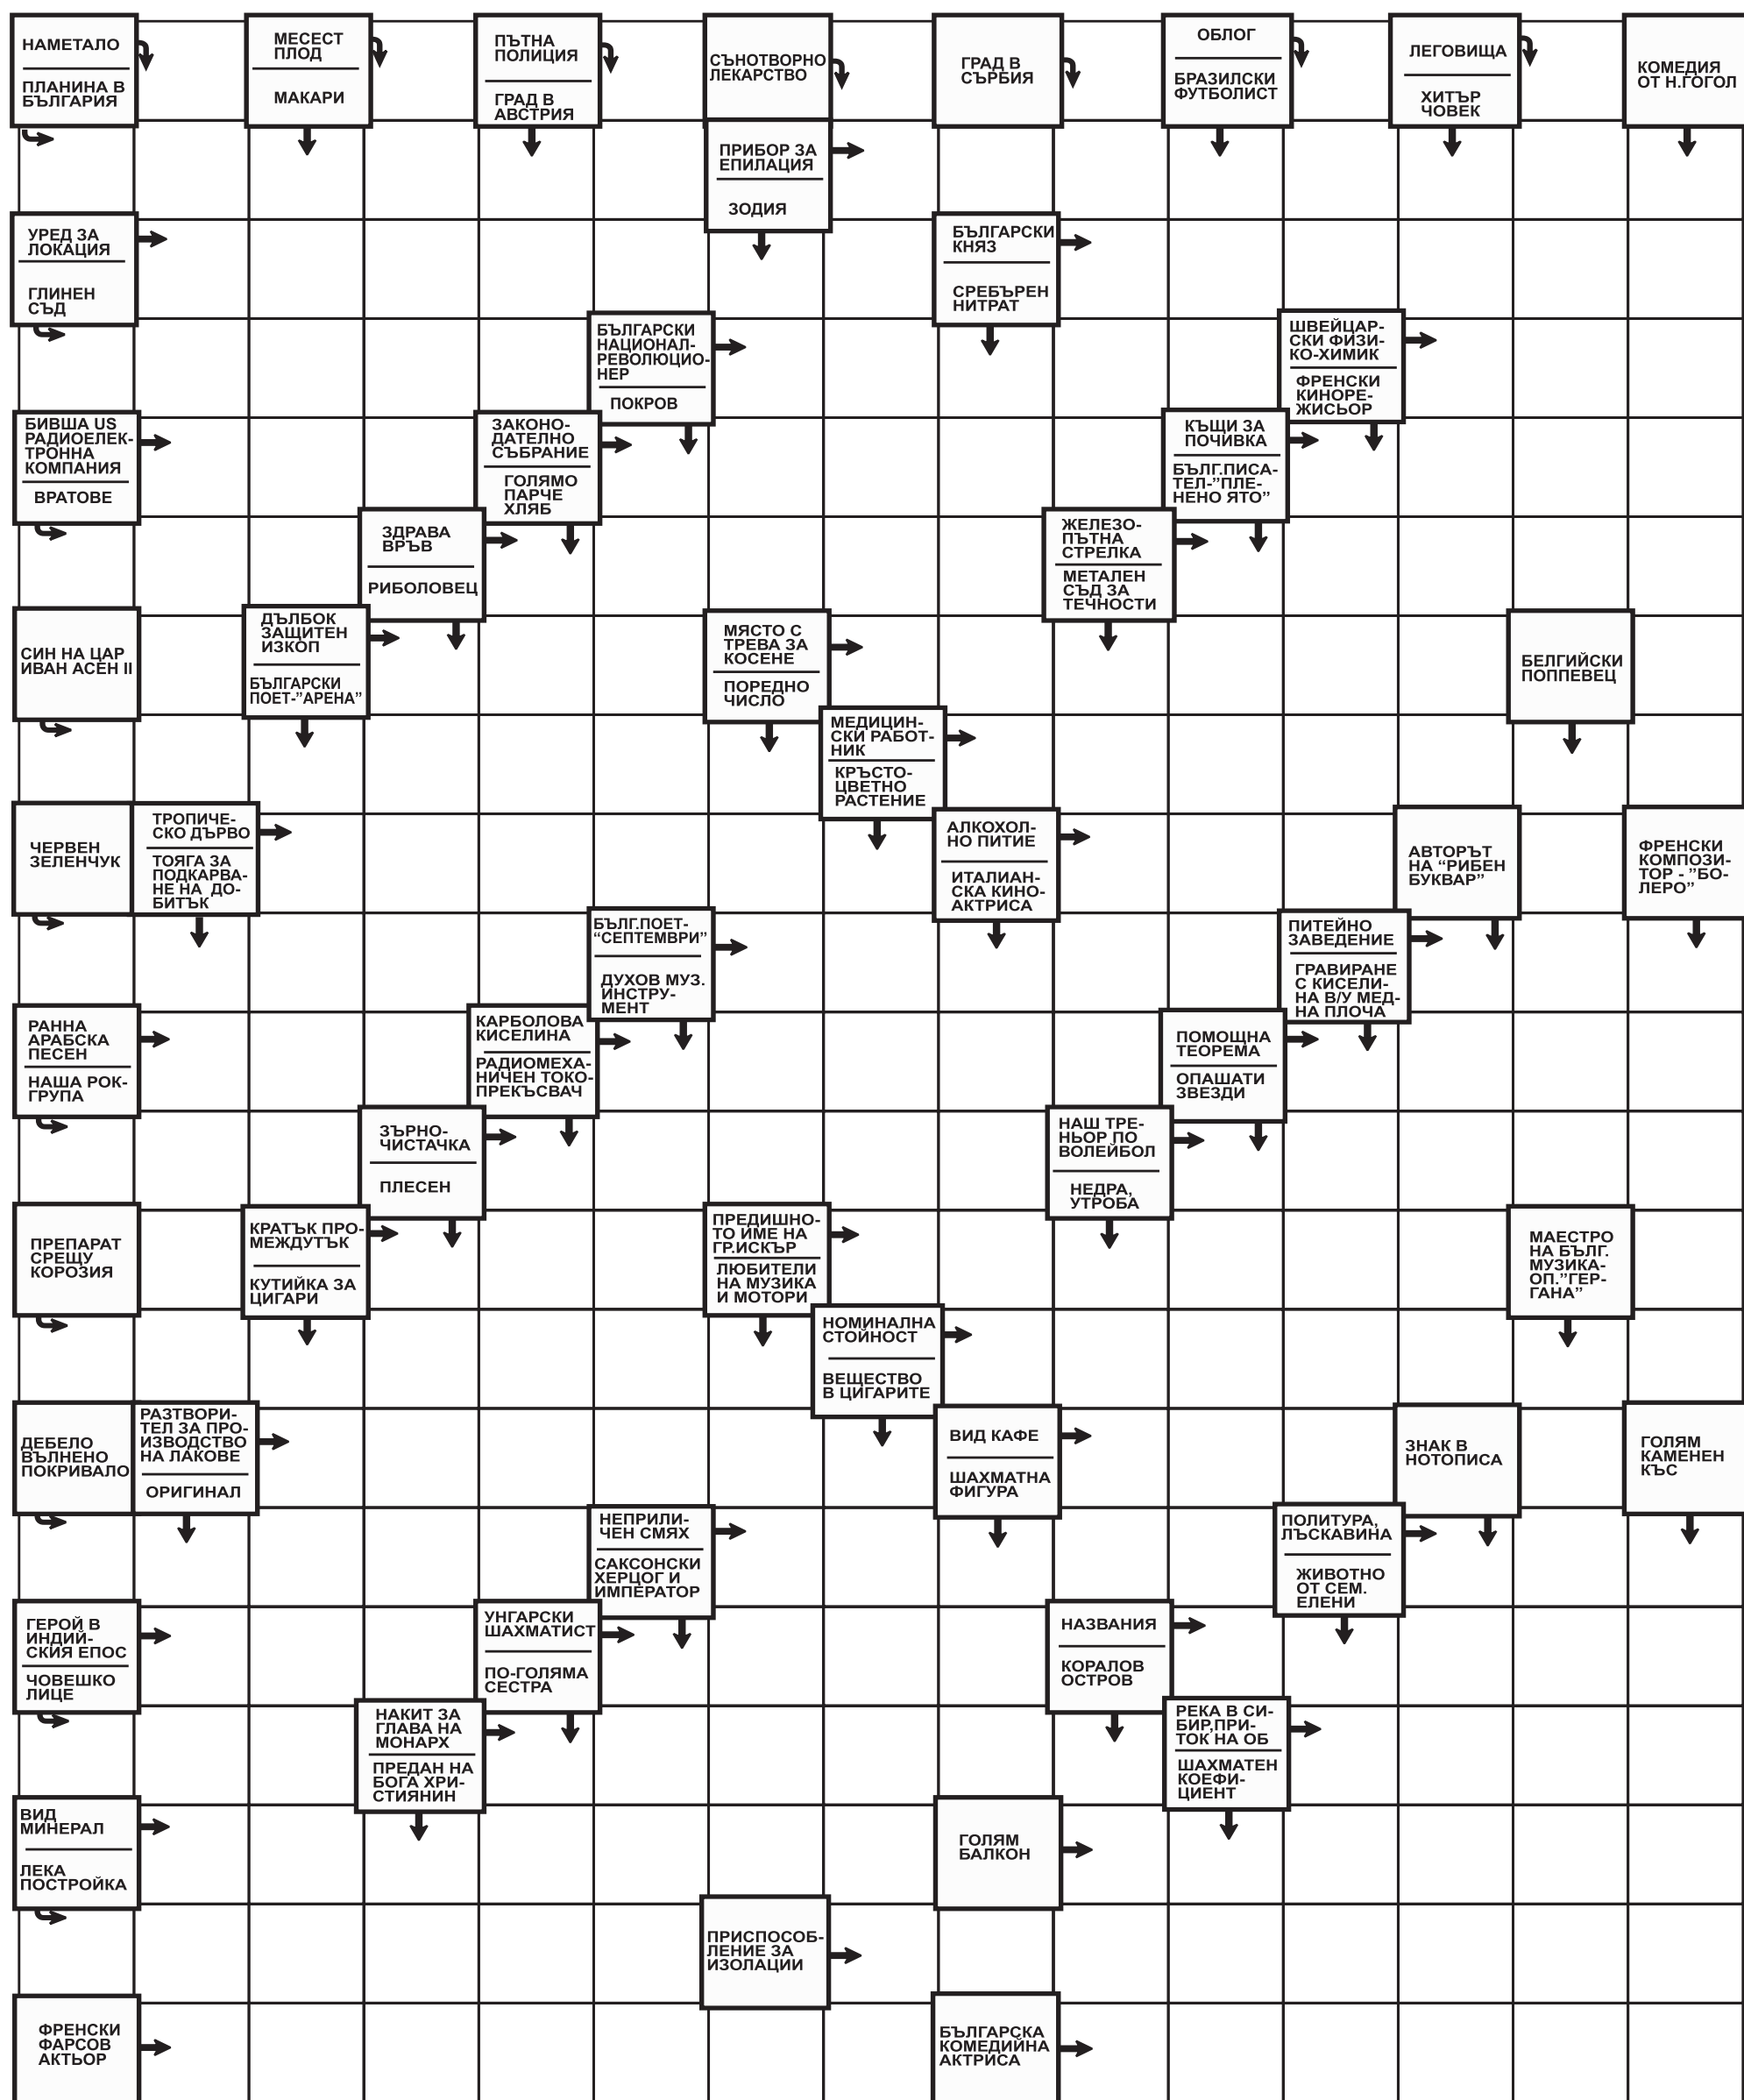 НАМЕТАЛО
ПЛАНИНА В
БЪЛГАРИЯ
МЕСЕСТ
ПЛОД
МАКАРИ
ПЪТНА
ПОЛИЦИЯ
ГРАД В
АВСТРИЯ
СЪНОТВОРНО
ЛЕКАРСТВО
ГРАД В
СЪРБИЯ
ОБЛОГ
БРАЗИЛСКИ
ФУТБОЛИСТ
ЛЕГОВИЩА
ХИТЪР
ЧОВЕК
КОМЕДИЯ
ОТ Н.ГОГОЛ
ПРИБОР ЗА
ЕПИЛАЦИЯ
ЗОДИЯ
УРЕД ЗА
ЛОКАЦИЯ
ГЛИНЕН
СЪД
БЪЛГАРСКИ
КНЯЗ
СРЕБЪРЕН
НИТРАТ
БЪЛГАРСКИ
НАЦИОНАЛ-
РЕВОЛЮЦИО-
НЕР
ПОКРОВ
ШВЕЙЦАР-
СКИ ФИЗИ-
КО-ХИМИК
ФРЕНСКИ
КИНОРЕ-
ЖИСЬОР
БИВША US
РАДИОЕЛЕК-
ТРОННА
КОМПАНИЯ
ВРАТОВЕ
ЗАКОНО-
ДАТЕЛНО
СЪБРАНИЕ
ГОЛЯМО
ПАРЧЕ
ХЛЯБ
КЪЩИ ЗА
ПОЧИВКА
БЪЛГ.ПИСА-
ТЕЛ-"ПЛЕ-
НЕНО ЯТО”
ЗДРАВА
ВРЪВ
РИБОЛОВЕЦ
ЖЕЛЕЗО-
ПЪТНА
СТРЕЛКА
МЕТАЛЕН
СЪД ЗА
ТЕЧНОСТИ
СИН НА ЦАР
ИВАН АСЕН II
ДЪЛБОК
ЗАЩИТЕН
ИЗКОП
БЪЛГАРСКИ
ПОЕТ-”АРЕНА”
МЯСТО С
ТРЕВА ЗА
КОСЕНЕ
ПОРЕДНО
ЧИСЛО
БЕЛГИЙСКИ
ПОППЕВЕЦ
МЕДИЦИН-
СКИ РАБОТ-
НИК
КРЪСТО-
ЦВЕТНО
РАСТЕНИЕ
ЧЕРВЕН
ЗЕЛЕНЧУК
ТРОПИЧЕ-
СКО ДЪРВО
ТОЯГА ЗА
ПОДКАРВА-
НЕ НА ДО-
БИТЪК
АЛКОХОЛ-
НО ПИТИЕ
ИТАЛИАН-
СКА КИНО-
АКТРИСА
АВТОРЪТ
НА “РИБЕН
БУКВАР”
ФРЕНСКИ
КОМПОЗИ-
ТОР - ”БО-
ЛЕРО”
БЪЛГ.ПОЕТ-
“СЕПТЕМВРИ”
ДУХОВ МУЗ.
ИНСТРУ-
МЕНТ
ПИТЕЙНО
ЗАВЕДЕНИЕ
ГРАВИРАНЕ
С КИСЕЛИ-
НА В/У МЕД-
НА ПЛОЧА
РАННА
АРАБСКА
ПЕСЕН
НАША РОК-
ГРУПА
КАРБОЛОВА
КИСЕЛИНА
РАДИОМЕХА-
НИЧЕН ТОКО-
ПРЕКЪСВАЧ
ПОМОЩНА
ТЕОРЕМА
ОПАШАТИ
ЗВЕЗДИ
ЗЪРНО-
ЧИСТАЧКА
ПЛЕСЕН
НАШ ТРЕ-
НЬОР ПО
ВОЛЕЙБОЛ
НЕДРА,
УТРОБА
ПРЕПАРАТ
СРЕЩУ
КОРОЗИЯ
КРАТЪК ПРО-
МЕЖДУТЪК
КУТИЙКА ЗА
ЦИГАРИ
ПРЕДИШНО-
ТО ИМЕ НА
ГР.ИСКЪР
ЛЮБИТЕЛИ
НА МУЗИКА
И МОТОРИ
МАЕСТРО
НА БЪЛГ.
МУЗИКА-
ОП.”ГЕР-
ГАНА”
НОМИНАЛНА
СТОЙНОСТ
ВЕЩЕСТВО
В ЦИГАРИТЕ
ДЕБЕЛО
ВЪЛНЕНО
ПОКРИВАЛО
РАЗТВОРИ-
ТЕЛ ЗА ПРО-
ИЗВОДСТВО
НА ЛАКОВЕ
ОРИГИНАЛ
ВИД КАФЕ
ШАХМАТНА
ФИГУРА
ЗНАК В
НОТОПИСА
ГОЛЯМ
КАМЕНЕН
КЪС
НЕПРИЛИ-
ЧЕН СМЯХ
САКСОНСКИ
ХЕРЦОГ И
ИМПЕРАТОР
ПОЛИТУРА,
ЛЪСКАВИНА
ЖИВОТНО
ОТ СЕМ.
ЕЛЕНИ
ГЕРОЙ В
ИНДИЙ-
СКИЯ ЕПОС
ЧОВЕШКО
ЛИЦЕ
УНГАРСКИ
ШАХМАТИСТ
ПО-ГОЛЯМА
СЕСТРА
НАЗВАНИЯ
КОРАЛОВ
ОСТРОВ
НАКИТ ЗА
ГЛАВА НА
МОНАРХ
ПРЕДАН НА
БОГА ХРИ-
СТИЯНИН
РЕКА В СИ-
БИР,ПРИ-
ТОК НА ОБ
ШАХМАТЕН
КОЕФИ-
ЦИЕНТ
ВИД
МИНЕРАЛ
ЛЕКА
ПОСТРОЙКА
ГОЛЯМ
БАЛКОН
ПРИСПОСОБ-
ЛЕНИЕ ЗА
ИЗОЛАЦИИ
ФРЕНСКИ
ФАРСОВ
АКТЬОР
БЪЛГАРСКА
КОМЕДИЙНА
АКТРИСА